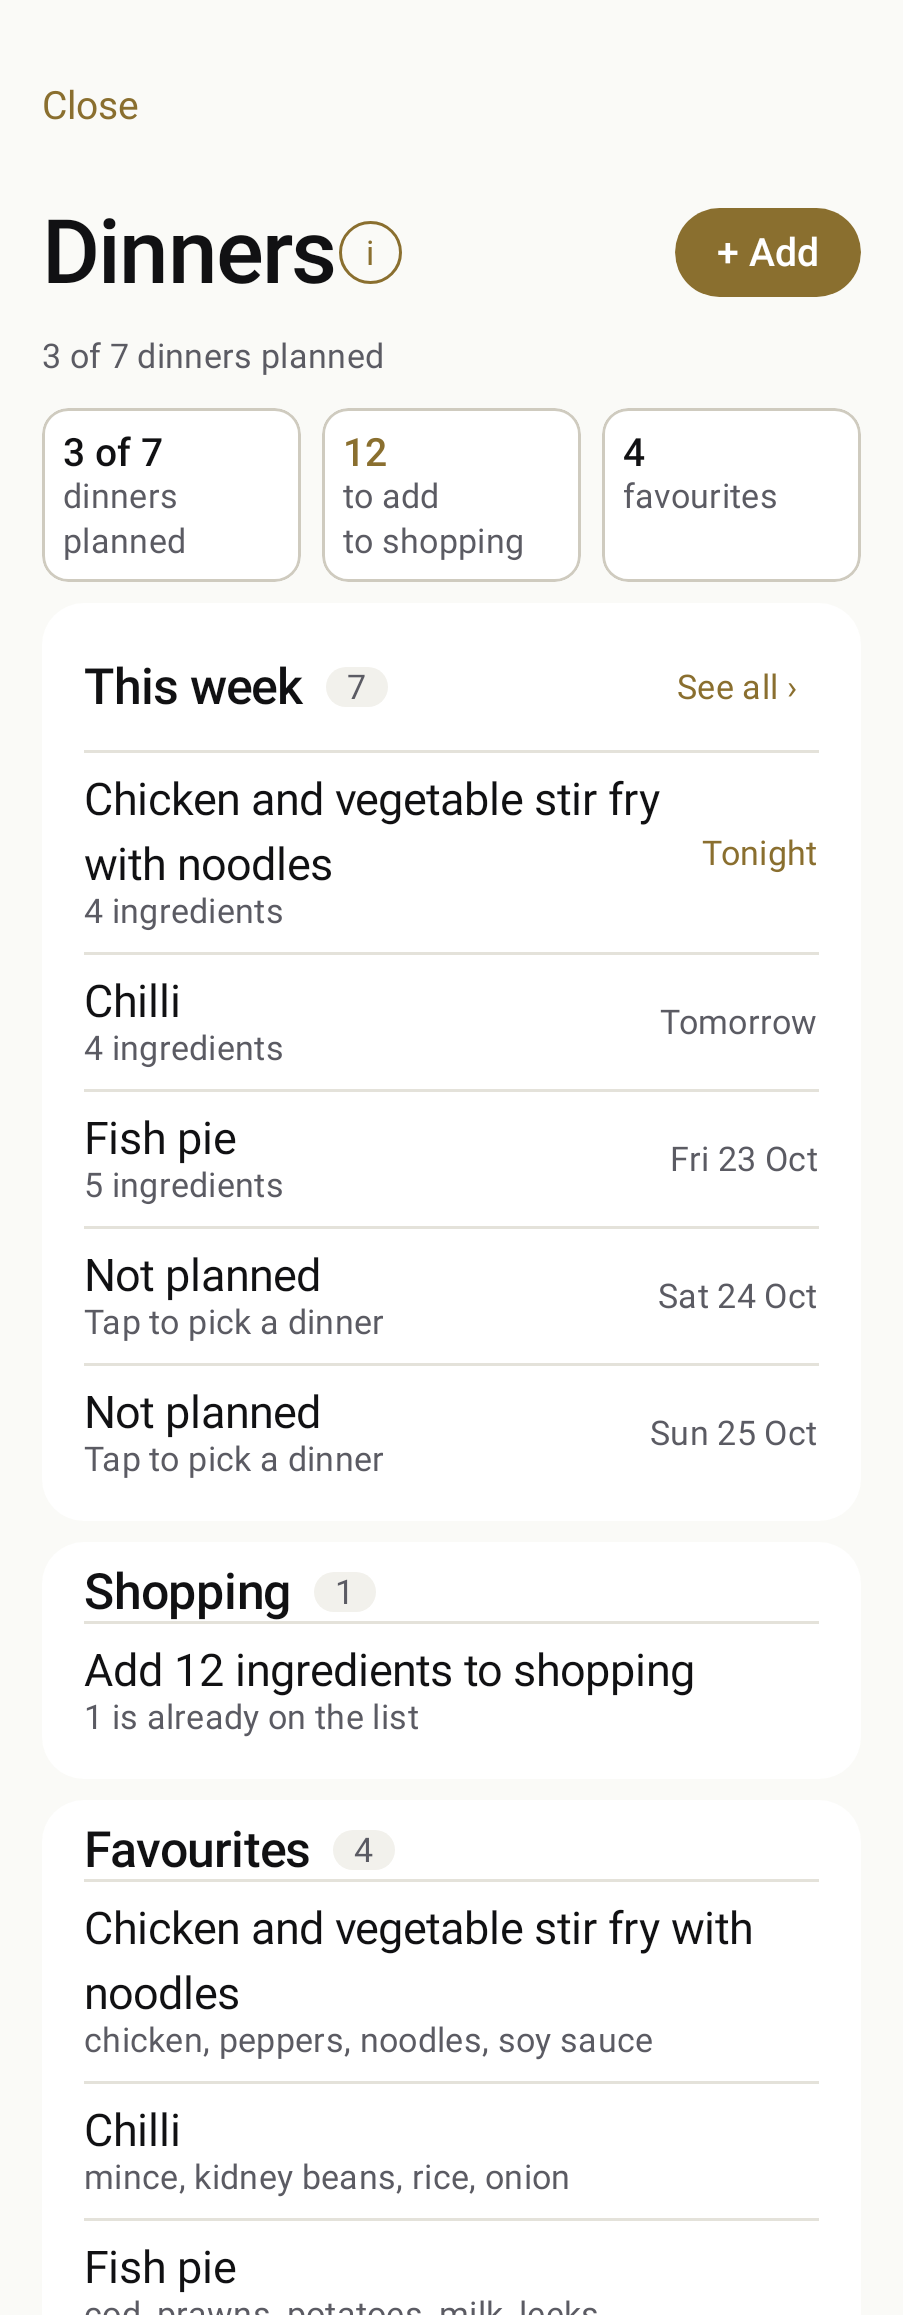 Close
Dinners i
+ Add
3 of 7 dinners planned
3 of 7
dinners
planned
12
to add
to shopping
4
favourites
This week 7
See all ›
Chicken and vegetable stir fry
with noodles
4 ingredients
Tonight
Chilli
4 ingredients
Tomorrow
Fish pie
5 ingredients
Fri 23 Oct
Not planned
Tap to pick a dinner
Sat 24 Oct
Not planned
Tap to pick a dinner
Sun 25 Oct
Shopping 1
Add 12 ingredients to shopping
1 is already on the list
Favourites 4
Chicken and vegetable stir fry with
noodles
chicken, peppers, noodles, soy sauce
Chilli
mince, kidney beans, rice, onion
Fish pie
cod, prawns, potatoes, milk, leeks